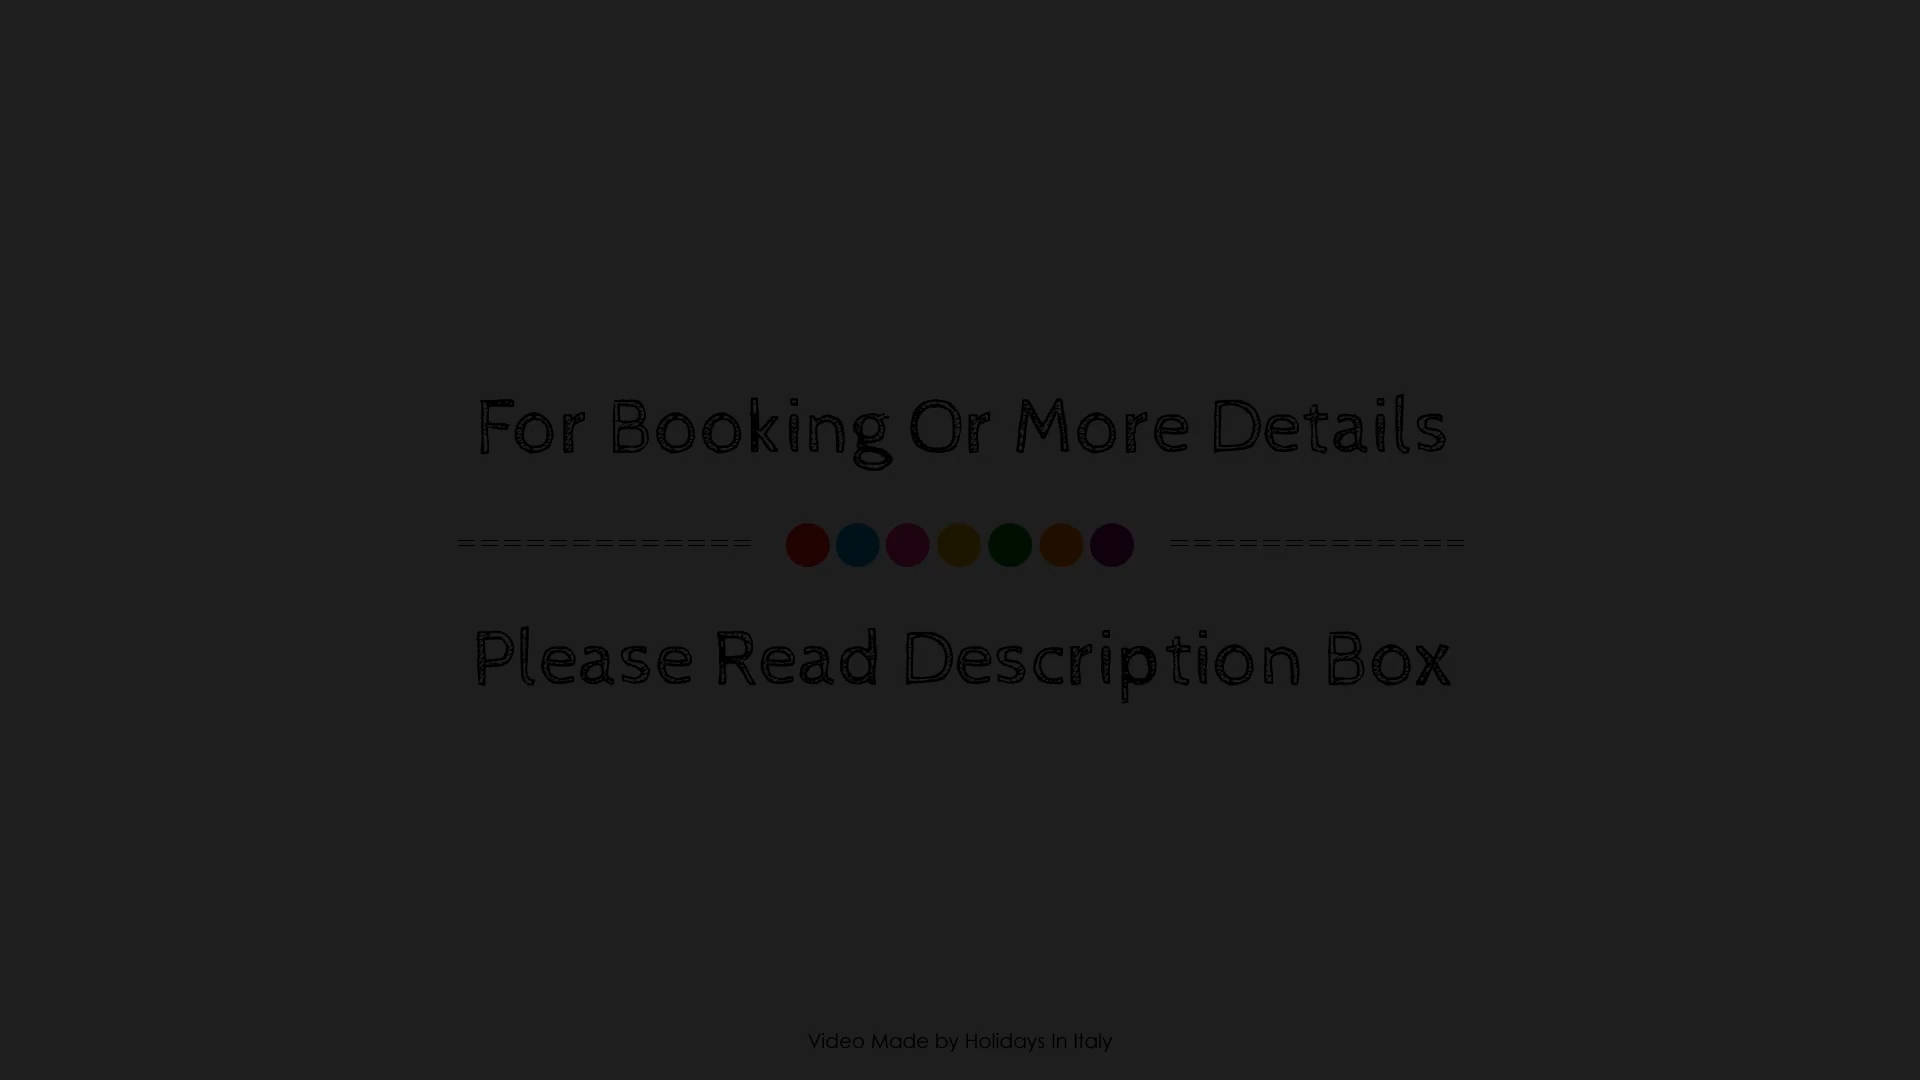 For Booking Or More Details
============= =============
Please Read Description Box
Video Made by Holidays In Italy